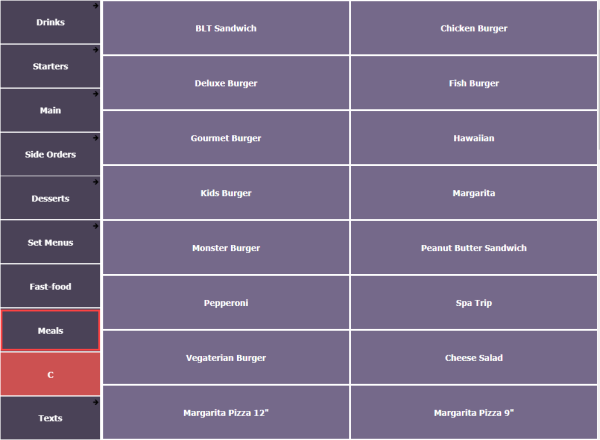 Drinks
Starters
Main
Side Orders
Desserts
Set Menus
Fast-food
Meals
C
Texts
BLT Sandwich
Chicken Burger
Deluxe Burger
Fish Burger
Gourmet Burger
Hawaiian
Kids Burger
Margarita
Monster Burger
Peanut Butter Sandwich
Pepperoni
Spa Trip
Vegaterian Burger
Cheese Salad
Margarita Pizza 12"
Margarita Pizza 9"